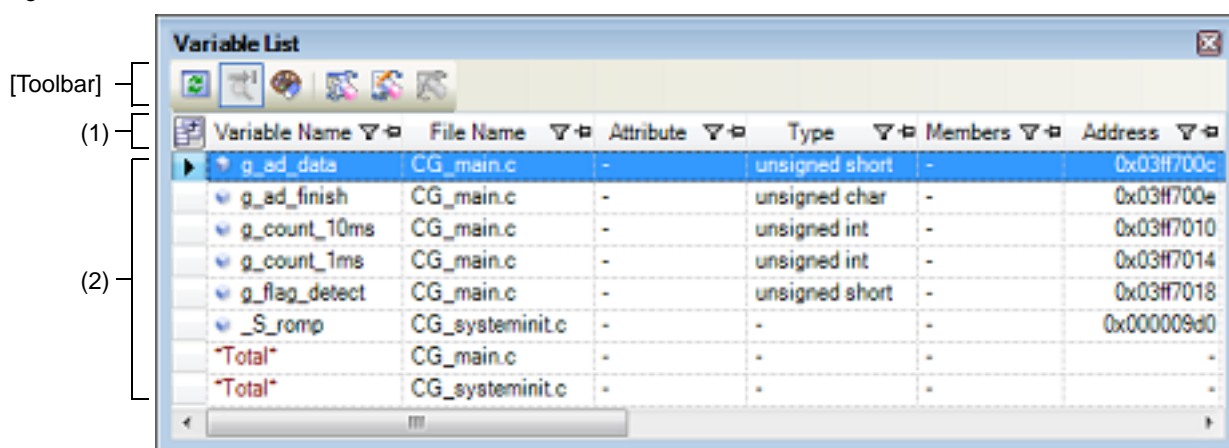 Variable List
[Toolbar]
(1)
Variable Name File Name Attribute Type Members Address
(2)
g_ad_data CG_main.c - unsigned short - 0x03ff700c
g_ad_finish CG_main.c - unsigned char - 0x03ff700e
g_count_10ms CG_main.c - unsigned int - 0x03ff7010
g_count_1ms CG_main.c - unsigned int - 0x03ff7014
g_flag_detect CG_main.c - unsigned short - 0x03ff7018
_S_romp CG_systeminit.c - - - 0x000009d0
*Total* CG_main.c - - - -
*Total* CG_systeminit.c - - - -